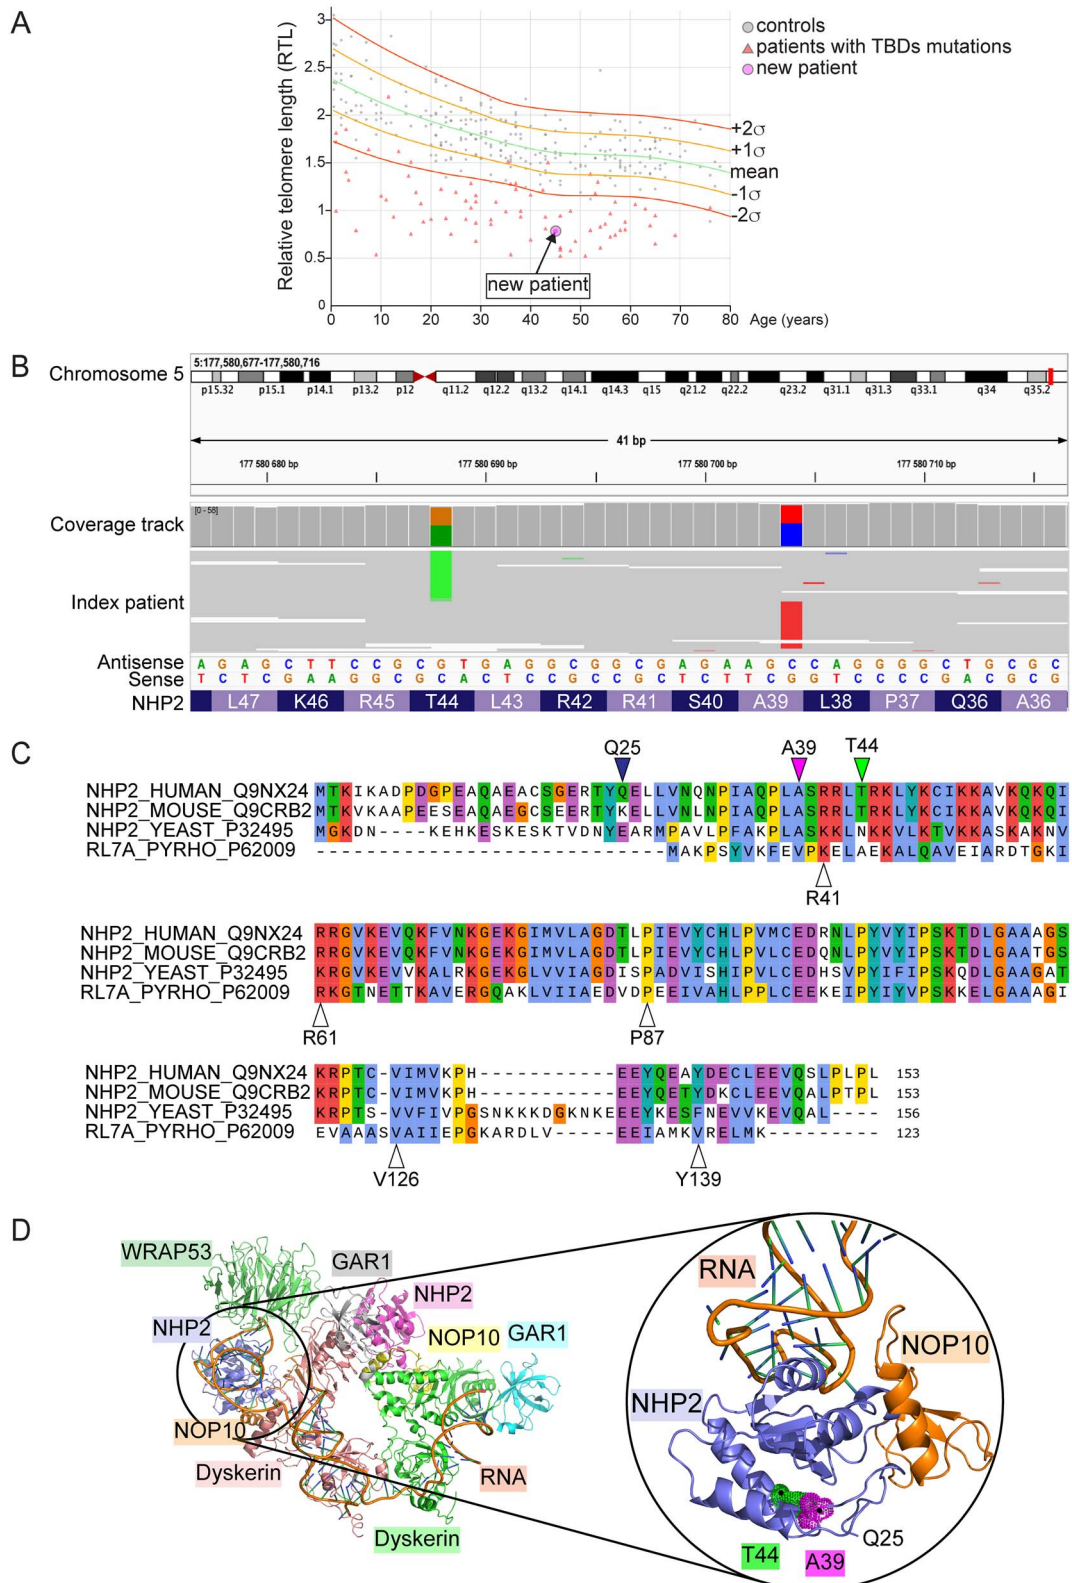 A
Relative telomere length (RTL)
3
2.5
2
1.5
1
0.5
0
0 10 20 30 40 50 60 70 80 Age (years)
controls
patients with TBDs mutations
new patient
+2σ
+1σ
mean
-1σ
-2σ
new patient
B
5:177,580,677-177,580,716
Chromosome 5
p15.32 p15.1 p14.1 p13.2 p12 q11.2 q12.2 q13.2 q14.1 q14.3 q15 q21.2 q22.2 q23.2 q31.1 q31.3 q33.1 q34 q35.2
41 bp
177 580 680 bp 177 580 690 bp 177 580 700 bp 177 580 710 bp
Coverage track
[0 - 56]
Index patient
Antisense A G A G C T T C C G C G T G A G G C G G C G A G A A G C C A G G G G C T G C G C
Sense T C T C G A A G G C G C A C T C C G C C G C T C T T C G G T C C C C G A C G C G
NHP2 L47 K46 R45 T44 L43 R42 R41 S40 A39 L38 P37 Q36 A36
C
Q25 A39 T44
NHP2_HUMAN_Q9NX24 MTKIKADPDGPEAQAEACSGERTYQELLVNQNPIAQPLASRRLTRKLYKCIKKAVKQKQI
NHP2_MOUSE_Q9CRB2 MTKVKAAPEESEAQAEGCSEERTYKELLVNLNPIAQPLASRRLTRKLYKCIKKAVKQKQI
NHP2_YEAST_P32495 MGKDN----KEHKESKESKTVDNYEARMPAVLPFAKPLASKKLNKKVLKTVKKASKAKNV
RL7A_PYRHO_P62009 ----------------------------MAKPSYVKFEVPKELAEKALQAVEIARDTGKI
R41
NHP2_HUMAN_Q9NX24 RRGVKEVQKFVNKGEKGIMVLAGDTLPIEVYCHLPVMCEDRNLPYVYIPSKTDLGAAAGS
NHP2_MOUSE_Q9CRB2 RRGVKEVQKFVNKGEKGIMVLAGDTLPIEVYCHLPVLCEDQNLPYVYIPSKTDLGAATGS
NHP2_YEAST_P32495 KRGVKEVVKALRKGEKGLVVIAGDISPADVISHIPVLCEDHSVPYIFIPSKQDLGAAGAT
RL7A_PYRHO_P62009 RKGTNETTKAVERGQAKLVIIAEDVDPEEIVAHLPPLCEEKEIPYIYVPSKKELGAAAGI
R61 P87
NHP2_HUMAN_Q9NX24 KRPTC-VIMVKPH-----------EEYQEAYDECLEEVQSLPLPL 153
NHP2_MOUSE_Q9CRB2 KRPTC-VIMVKPH-----------EEYQETYDKCLEEVQALPTPL 153
NHP2_YEAST_P32495 KRPTS-VVFIVPGSNKKKDGKNKEEEYKESFNEVVKEVQAL---- 156
RL7A_PYRHO_P62009 EVAAASVAIIEPGKARDLV-----EEIAMKVRELMK--------- 123
V126 Y139
D
WRAP53
GAR1
NHP2
NHP2
NOP10
GAR1
NOP10
Dyskerin
RNA
Dyskerin
RNA
NOP10
NHP2
Q25
T44
A39